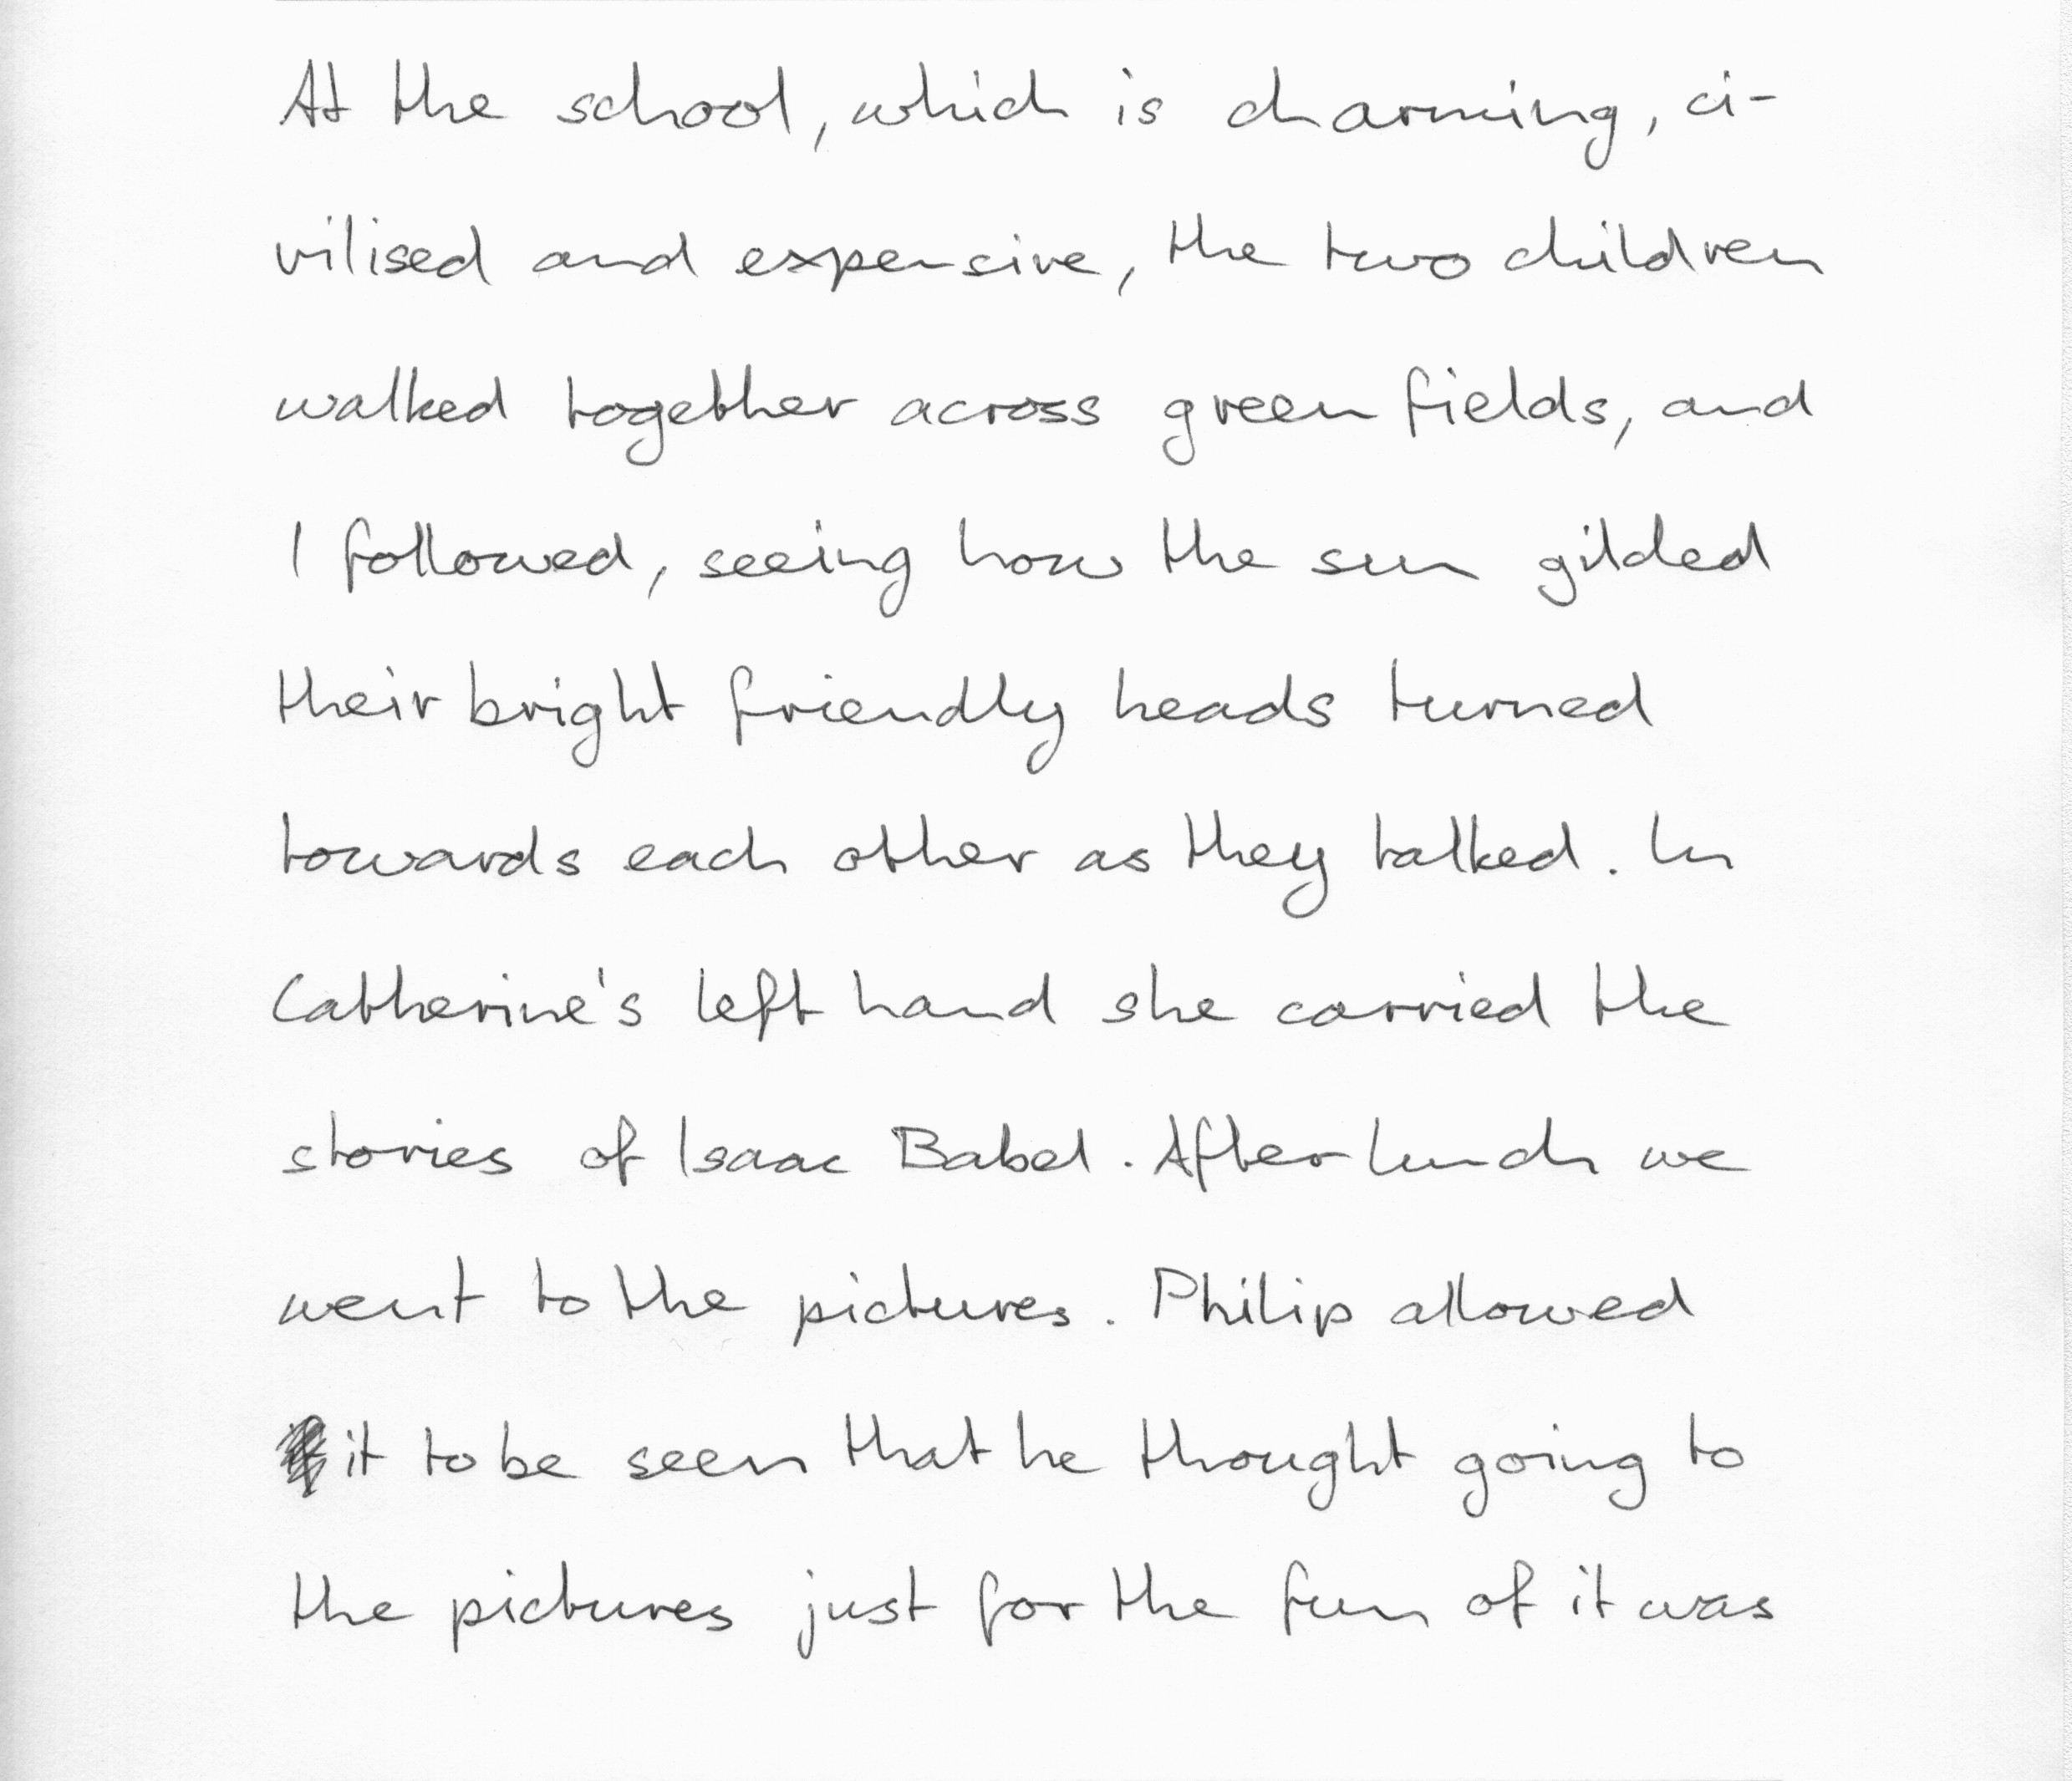 At the school, which is charming, ci-
vilised and expensive, the two children
walked together across green fields, and
I followed, seeing how the sun gilded
their bright friendly heads turned
towards each other as they talked. In
Catherine's left hand she carried the
stories of Isaac Babel. After lunch we
went to the pictures. Philip allowed
it to be seen that he thought going to
the pictures just for the fun of it was